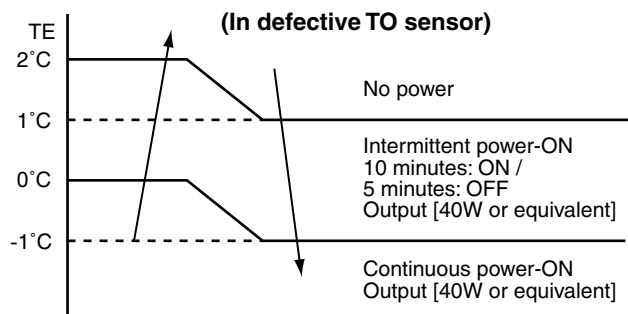 (In defective TO sensor)
TE
2˚C
No power
1˚C
Intermittent power-ON
10 minutes: ON /
5 minutes: OFF
Output [40W or equivalent]
0˚C
-1˚C
Continuous power-ON
Output [40W or equivalent]